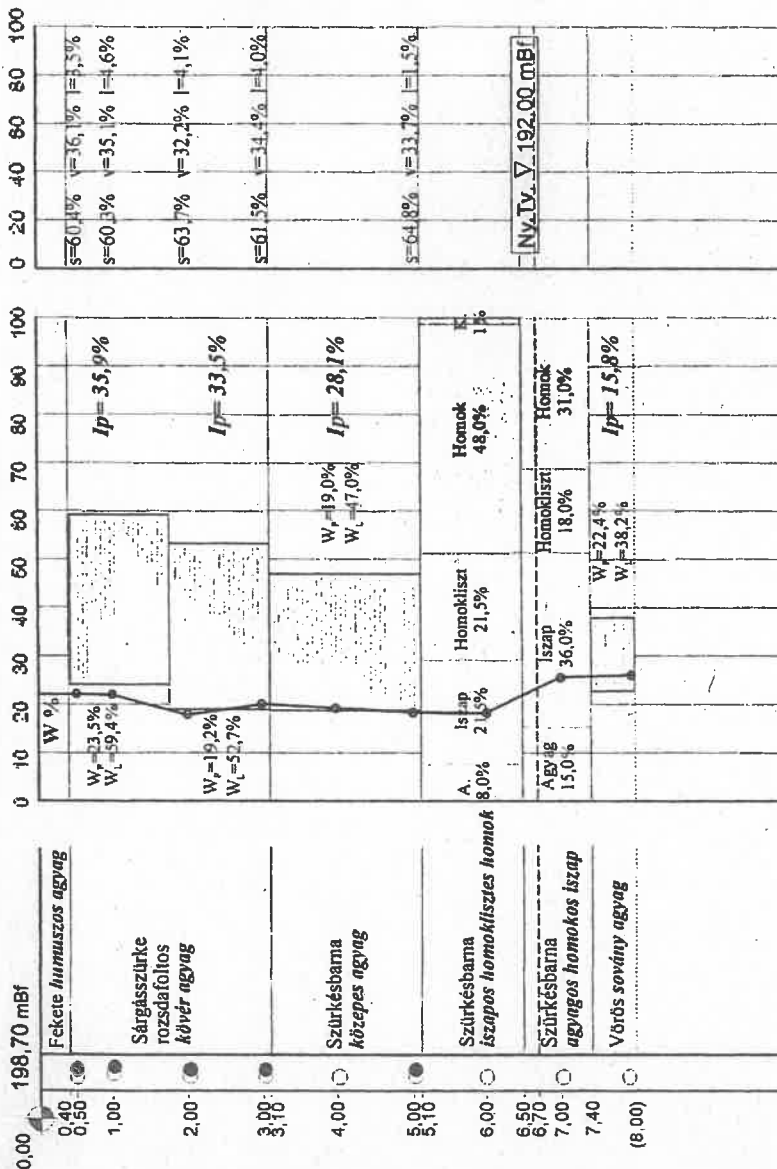 0,00
198,70 mBf
0 10 20 30 40 50 60 70 80 90 100
0 20 40 60 80 100
0,40
0,50
1,00
2,00
3,00
3,10
4,00
5,00
5,10
6,00
6,50
6,70
7,00
7,40
(8,00)
Fekete humuszos agyag
Sárgásszürke
rozsdafoltos
kövér agyag
Szürkésbarna
közepes agyag
Szürkésbarna
iszapos homoklisztes homok
Szürkésbarna
agyagos homokos iszap
Vörös sovány agyag
W %
WP=23,5%
WL=59,4%
Ip= 35,9%
WP=19,2%
WL=52,7%
Ip= 33,5%
WP=19,0%
WL=47,0%
Ip= 28,1%
A.
8,0%
Iszap
21,5%
Homokliszt
21,5%
Homok
48,0%
K.
1%
Agyag
15,0%
Iszap
36,0%
Homokliszt
18,0%
Homok
31,0%
WP=22,4%
WL=38,2%
Ip= 15,8%
s=60,4% v=36,1% l=3,5%
s=60,3% v=35,1% l=4,6%
s=63,7% v=32,2% l=4,1%
s=61,5% v=34,4% l=4,0%
s=64,8% v=33,7% l=1,5%
Ny.Tv. ∇ 192,00 mBf